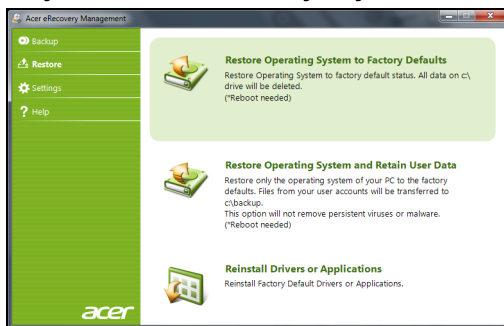 Acer eRecovery Management
Backup
Restore
Settings
Help
Restore Operating System to Factory Defaults
Restore Operating System to factory default status. All data on c:\
drive will be deleted.
(*Reboot needed)
Restore Operating System and Retain User Data
Restore only the operating system of your PC to the factory
defaults. Files from your user accounts will be transferred to
c:\backup.
This option will not remove persistent viruses or malware.
(*Reboot needed)
Reinstall Drivers or Applications
Reinstall Factory Default Drivers or Applications.
acer